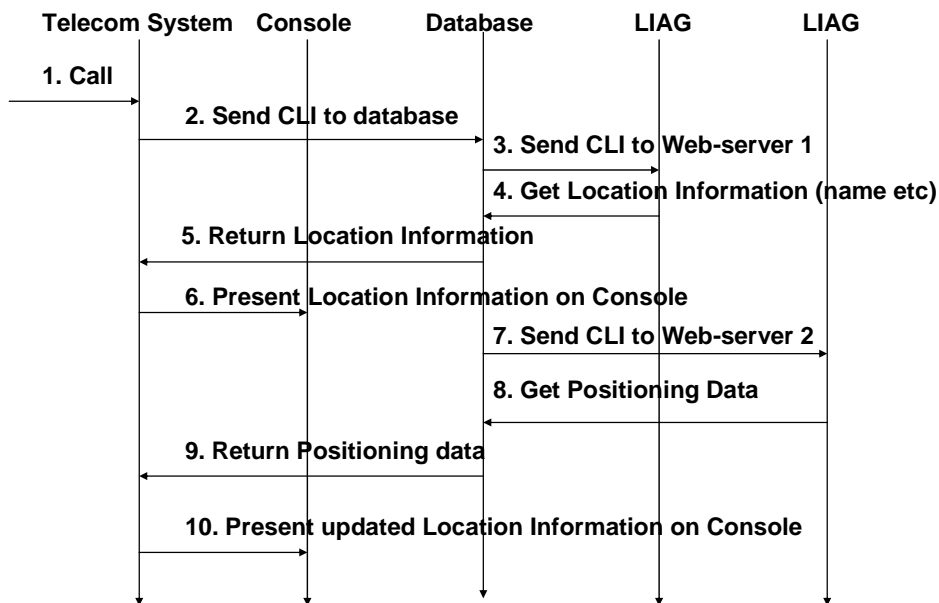 Telecom System Console Database LIAG LIAG
1. Call
2. Send CLI to database
3. Send CLI to Web-server 1
4. Get Location Information (name etc)
5. Return Location Information
6. Present Location Information on Console
7. Send CLI to Web-server 2
8. Get Positioning Data
9. Return Positioning data
10. Present updated Location Information on Console